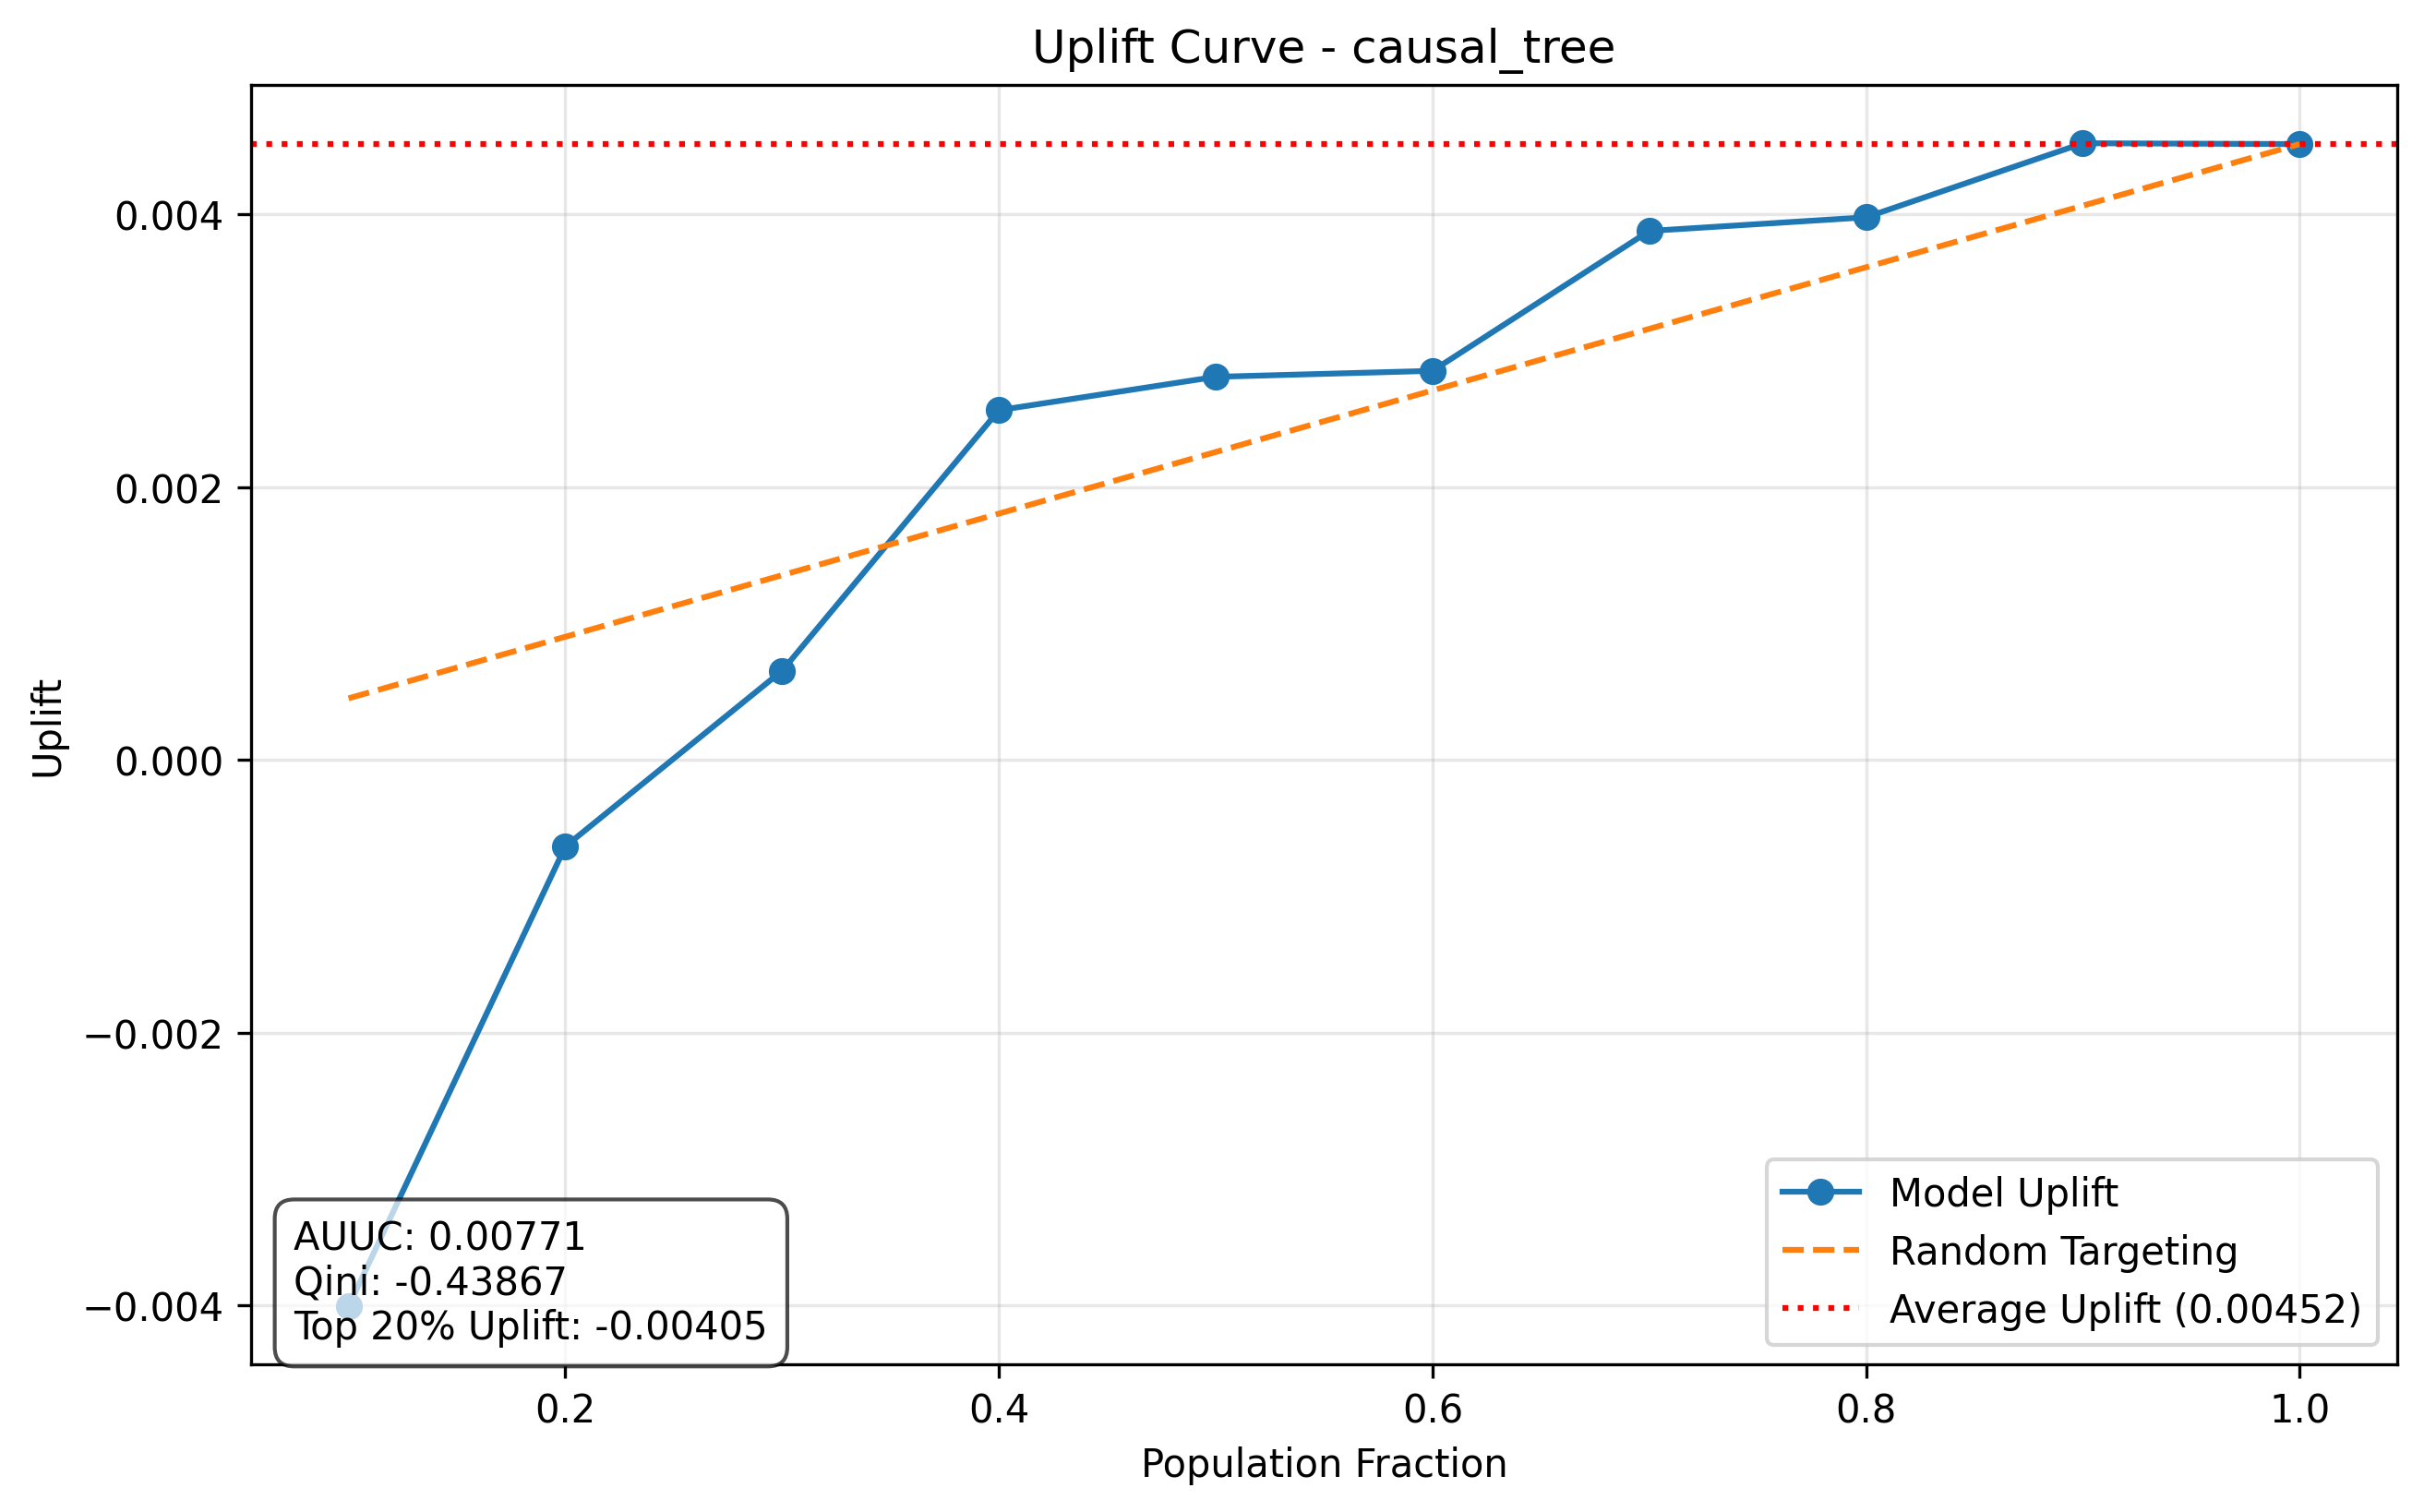 Uplift Curve - causal_tree
Uplift
0.004
0.002
0.000
−0.002
−0.004
AUUC: 0.00771
Qini: -0.43867
Top 20% Uplift: -0.00405
Model Uplift
Random Targeting
Average Uplift (0.00452)
0.2 0.4 0.6 0.8 1.0
Population Fraction